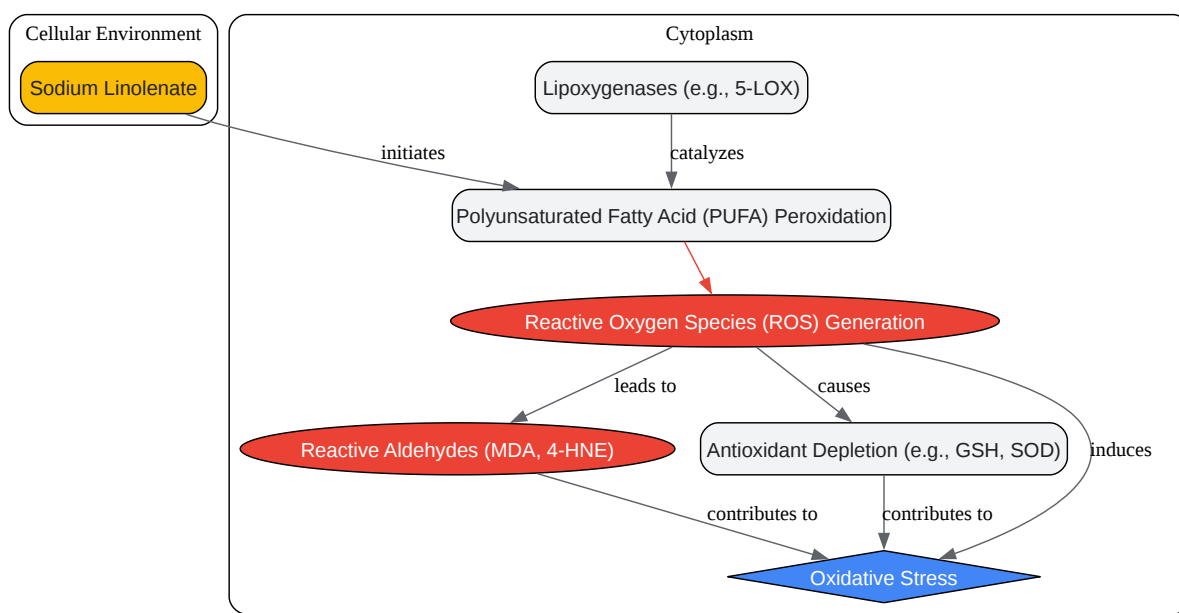 Cellular Environment
Cytoplasm
Sodium Linolenate
Lipoxygenases (e.g., 5-LOX)
initiates
catalyzes
Polyunsaturated Fatty Acid (PUFA) Peroxidation
Reactive Oxygen Species (ROS) Generation
leads to
causes
Reactive Aldehydes (MDA, 4-HNE)
Antioxidant Depletion (e.g., GSH, SOD)
induces
contributes to
contributes to
Oxidative Stress